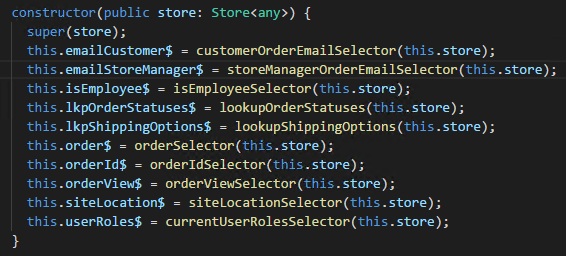 constructor(public store: Store<any>) {
super(store);
this.emailCustomer$ = customerOrderEmailSelector(this.store);
this.emailStoreManager$ = storeManagerOrderEmailSelector(this.store);
this.isEmployee$ = isEmployeeSelector(this.store);
this.lkpOrderStatuses$ = lookupOrderStatuses(this.store);
this.lkpShippingOptions$ = lookupShippingOptions(this.store);
this.order$ = orderSelector(this.store);
this.orderId$ = orderIdSelector(this.store);
this.orderView$ = orderViewSelector(this.store);
this.siteLocation$ = siteLocationSelector(this.store);
this.userRoles$ = currentUserRolesSelector(this.store);
}